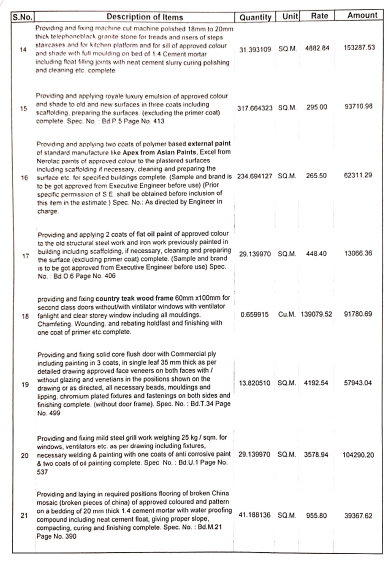 S.No. Description of Items Quantity Unit Rate Amount
Providing and fixing machine cut machine polished 18mm to 20mm
thick telephoneblack granite stone for treads and risers of steps
staircases and for kitchen platform and for sill of approved colour
14 and shade with full moulding on bed of 1.4 Cement mortar 31.393109 SQ.M. 4882.84 153287.53
including float filling joints with neat cement slurry curing polishing
and cleaning etc. complete
Providing and applying royale luxury emulsion of approved colour
15 and shade to old and new surfaces in three coats including 317.664323 SQ.M. 295.00 93710.98
scaffolding, preparing the surfaces (excluding the primer coat)
complete Spec. No. Bd.P.5 Page No. 413
Providing and applying two coats of polymer based external paint
of standard manufacture like Apex from Asian Paints, Excel from
Nerolac paints of approved colour to the plastered surfaces
including scaffolding if necessary, cleaning and preparing the
16 surface etc. for specified buildings complete. (Sample and brand is 234.694127 SQ.M. 265.50 62311.29
to be got approved from Executive Engineer before use) (Prior
specific permission of S.E. shall be obtained before inclusion of
this item in the estimate.) Spec. No.: As directed by Engineer in
charge.
Providing and applying 2 coats of flat oil paint of approved colour
to the old structural steel work and iron work previously painted in
17 building including scaffolding, if necessary, cleaning and preparing 29.139970 SQ.M. 448.40 13066.36
the surface (excluding primer coat) complete. (Sample and brand
is to be got approved from Executive Engineer before use) Spec.
No. : Bd.O.6 Page No. 406
providing and fixing country teak wood frame 60mm x100mm for
second class doors without/with vintilator windows with ventilator
18 fanlight and clear storey window including all mouldings. 0.659915 Cu.M. 139079.52 91780.69
Chamfeting. Wounding, and rebating holdfast and finishing with
one coat of primer etc complete.
Providing and fixing solid core flush door with Commercial ply
including painting in 3 coats, in single leaf 35 mm thick as per
detailed drawing approved face veneers on both faces with /
19 without glazing and venetians in the positions shown on the 13.820510 SQ.M. 4192.54 57943.04
drawing or as directed, all necessary beads, mouldings and
lipping, chromium plated fixtures and fastenings on both sides and
finishing complete. (without door frame). Spec. No. : Bd.T.34 Page
No. 499
Providing and fixing mild steel grill work weighing 25 kg / sqm. for
windows, ventilators etc. as per drawing including fixtures,
20 necessary welding & painting with one coats of anti corrosive paint 29.139970 SQ.M. 3578.94 104290.20
& two coats of oil painting complete. Spec. No. : Bd.U.1 Page No.
537
Providing and laying in required positions flooring of broken China
mosaic (broken pieces of china) of approved coloured and pattern
21 on a bedding of 20 mm thick 1.4 cement mortar with water proofing 41.188136 SQ.M. 955.80 39367.62
compound including neat cement float, giving proper slope,
compacting, curing and finishing complete. Spec. No. : Bd.M.21
Page No. 390